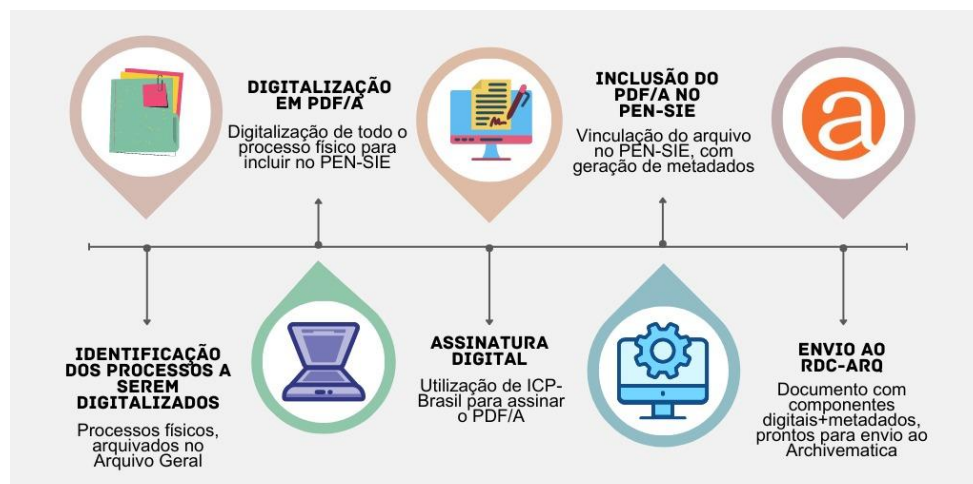 IDENTIFICAÇÃO
DOS PROCESSOS A
SEREM
DIGITALIZADOS
Processos físicos,
arquivados no
Arquivo Geral
DIGITALIZAÇÃO
EM PDF/A
Digitalização de todo o
processo físico para
incluir no PEN-SIE
ASSINATURA
DIGITAL
Utilização de ICP-
Brasil para assinar
o PDF/A
INCLUSÃO DO
PDF/A NO
PEN-SIE
Vinculação do arquivo
no PEN-SIE, com
geração de metadados
a
ENVIO AO
RDC-ARQ
Documento com
componentes
digitais+metadados,
prontos para envio ao
Archivematica